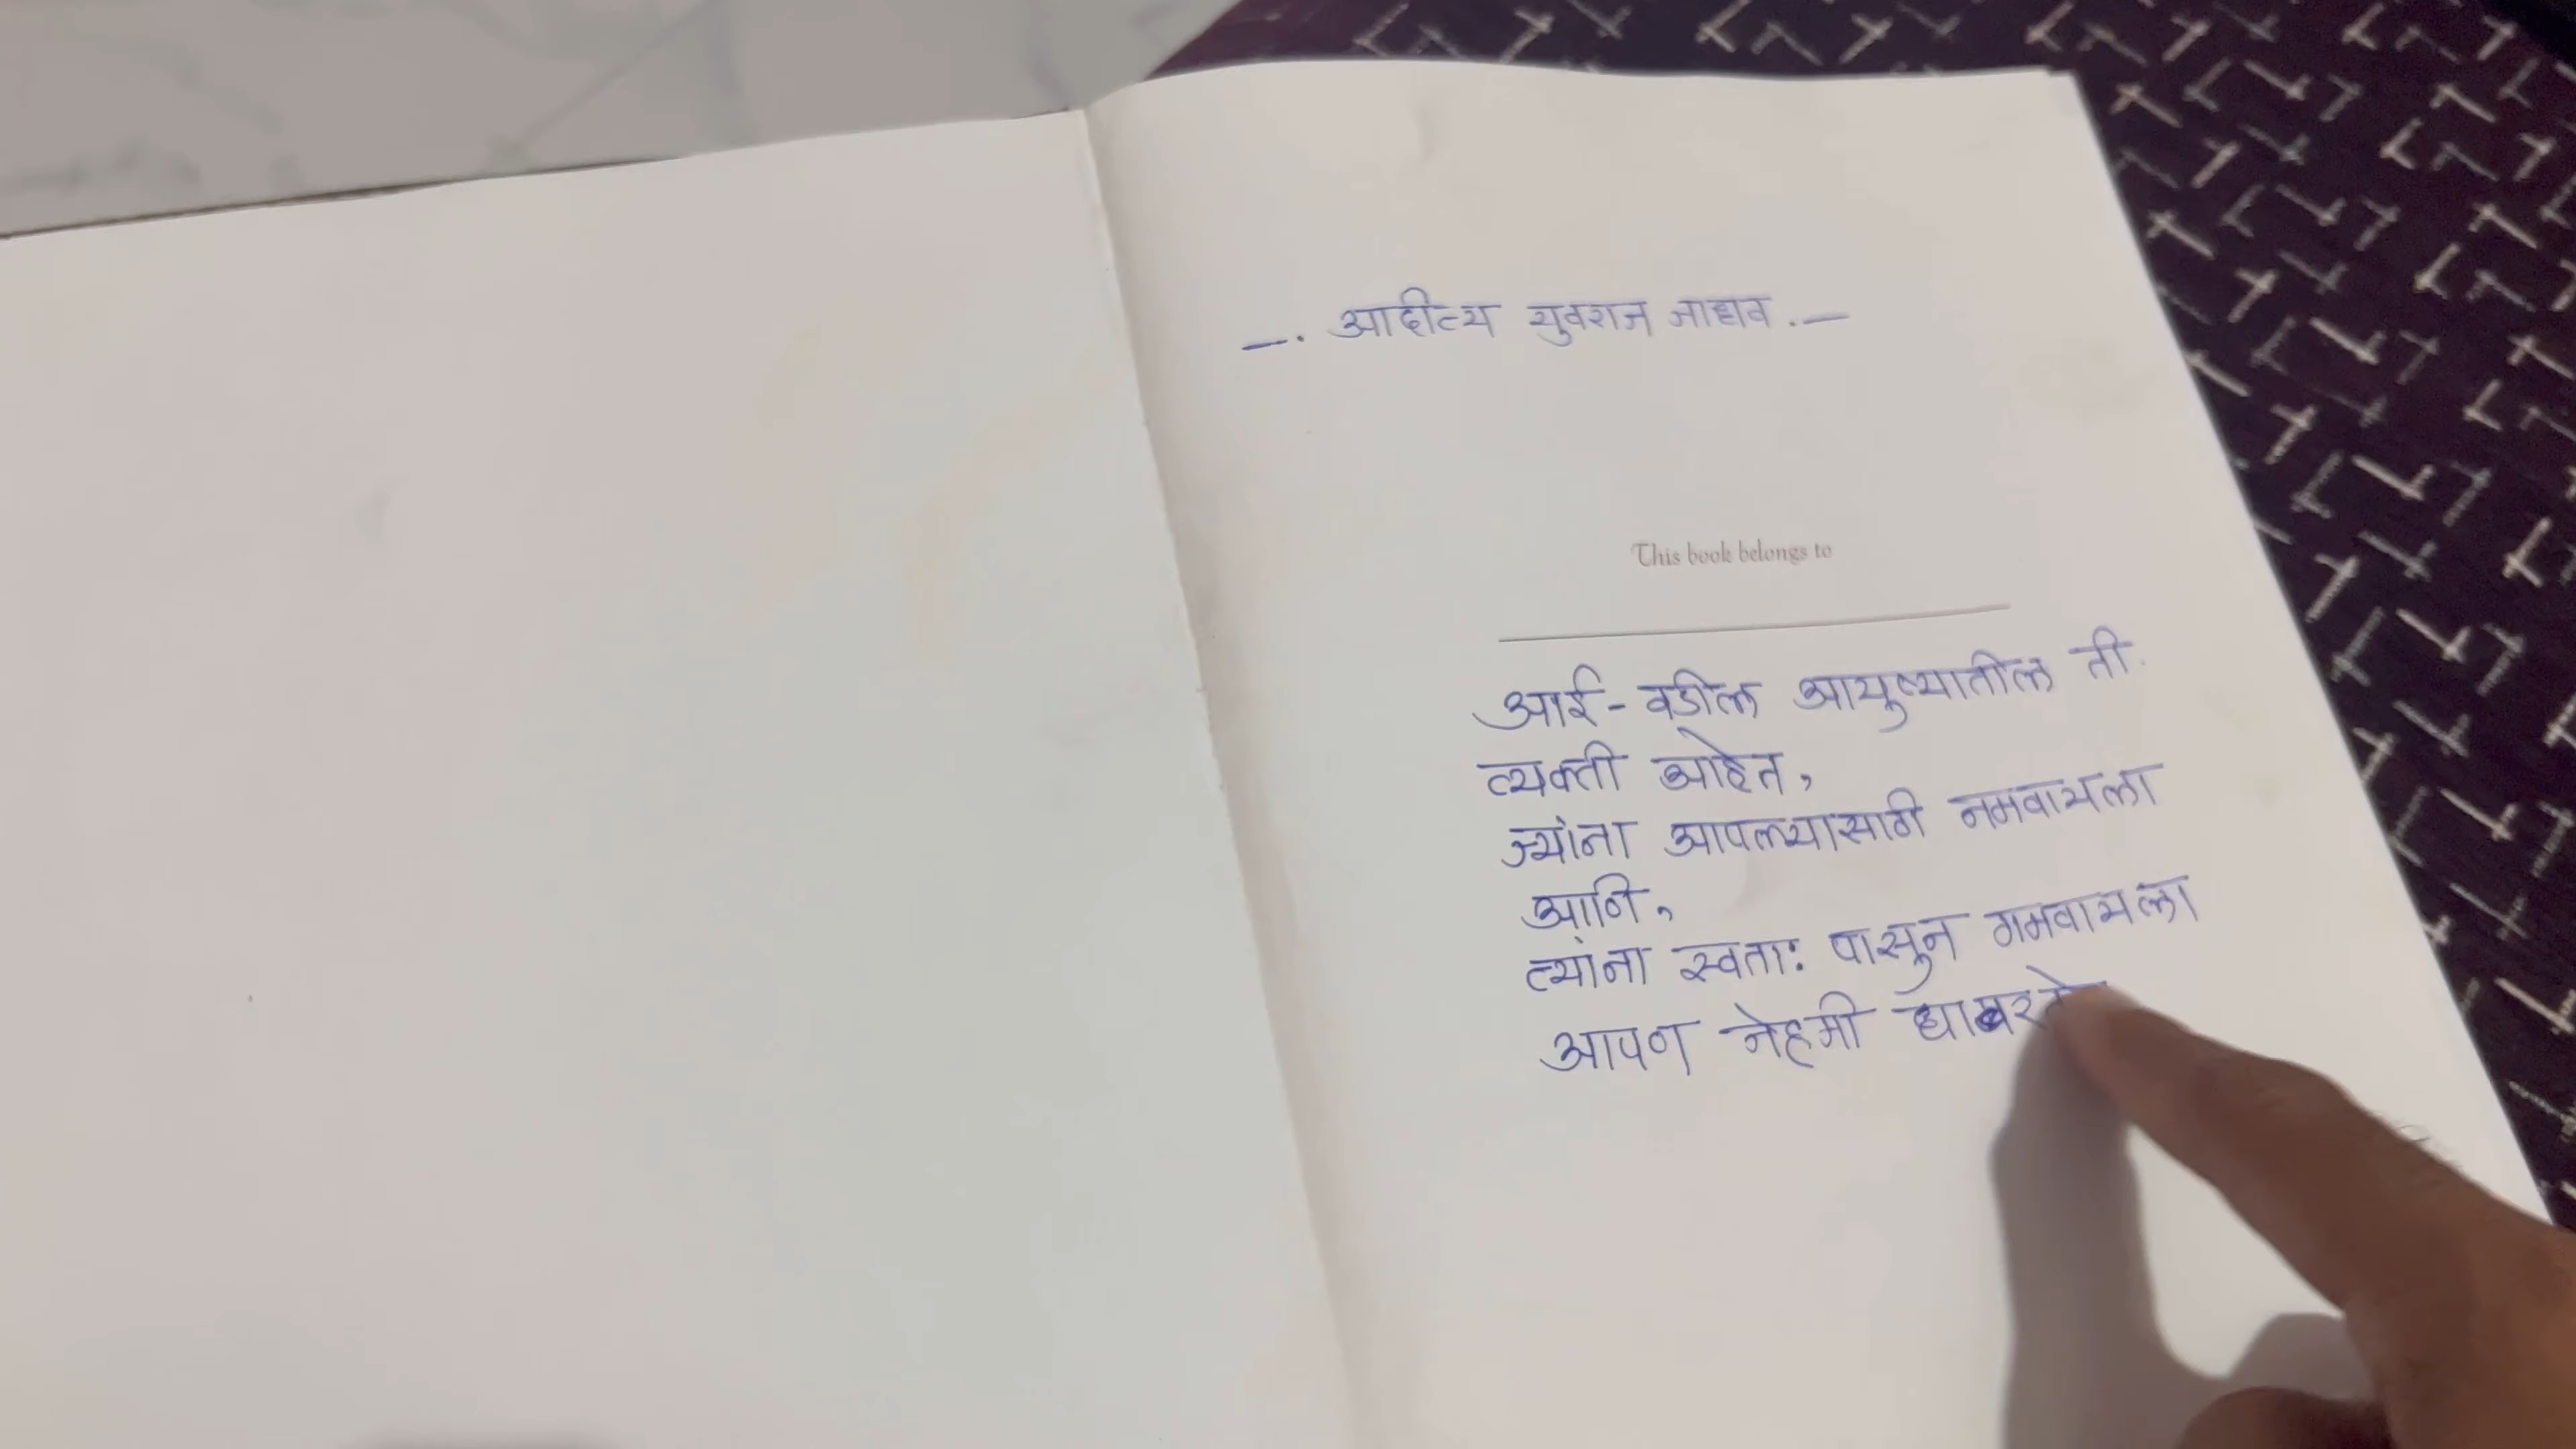 —. आदीत्य युवराज जाधव .—
This book belongs to
आई - वडील आयुष्यातील ती
व्यक्ती आहेत,
ज्यांना आपल्यासाठी नमवायला
आणि,
त्यांना स्वता: पासून गमवायला
आपण नेहमी